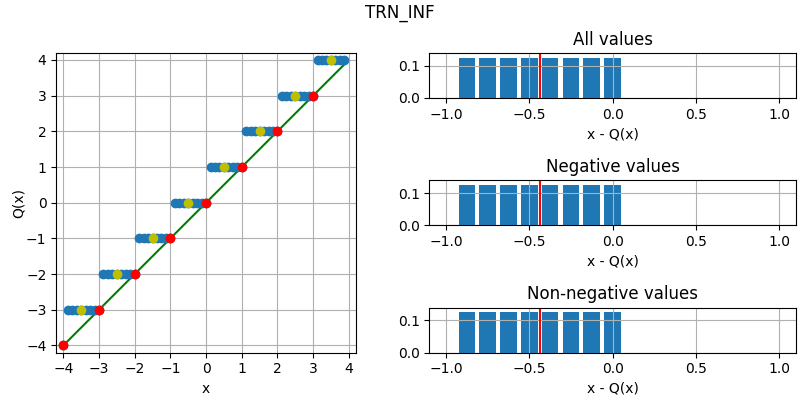 TRN_INF
Q(x)
4
3
2
1
0
−1
−2
−3
−4
−4 −3 −2 −1 0 1 2 3 4
x
All values
0.1
0.0
−1.0 −0.5 0.0 0.5 1.0
x - Q(x)
Negative values
0.1
0.0
−1.0 −0.5 0.0 0.5 1.0
x - Q(x)
Non-negative values
0.1
0.0
−1.0 −0.5 0.0 0.5 1.0
x - Q(x)